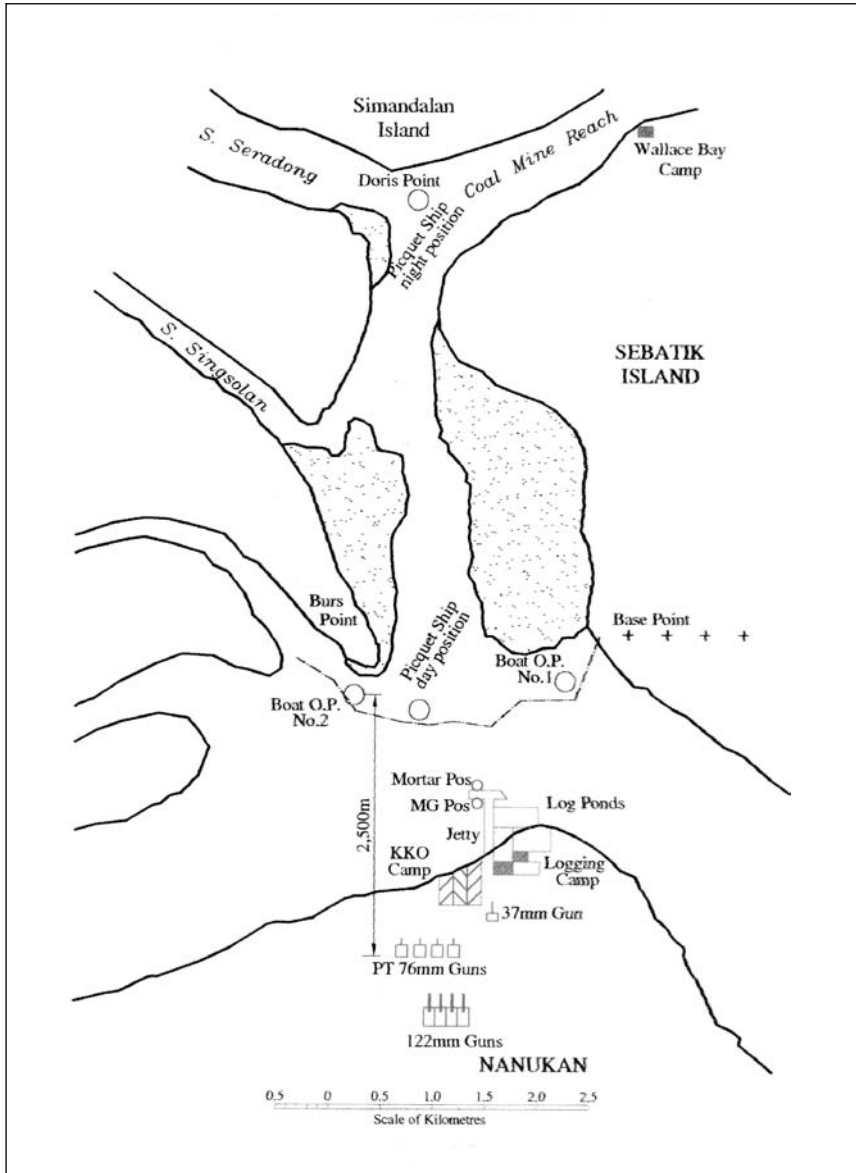 Simandalan
Island
S. Seradong
Doris Point
Coal Mine Reach
Wallace Bay
Camp
Picquet Ship
night position
S. Singsolan
SEBATIK
ISLAND
Burs
Point
Picquet Ship
day position
Base Point
Boat O.P.
No.1
Boat O.P.
No.2
2,500m
Mortar Pos
MG Pos
Log Ponds
Jetty
KKO
Camp
Logging
Camp
37mm Gun
PT 76mm Guns
122mm Guns
NANUKAN
0.5 0 0.5 1.0 1.5 2.0 2.5
Scale of Kilometres